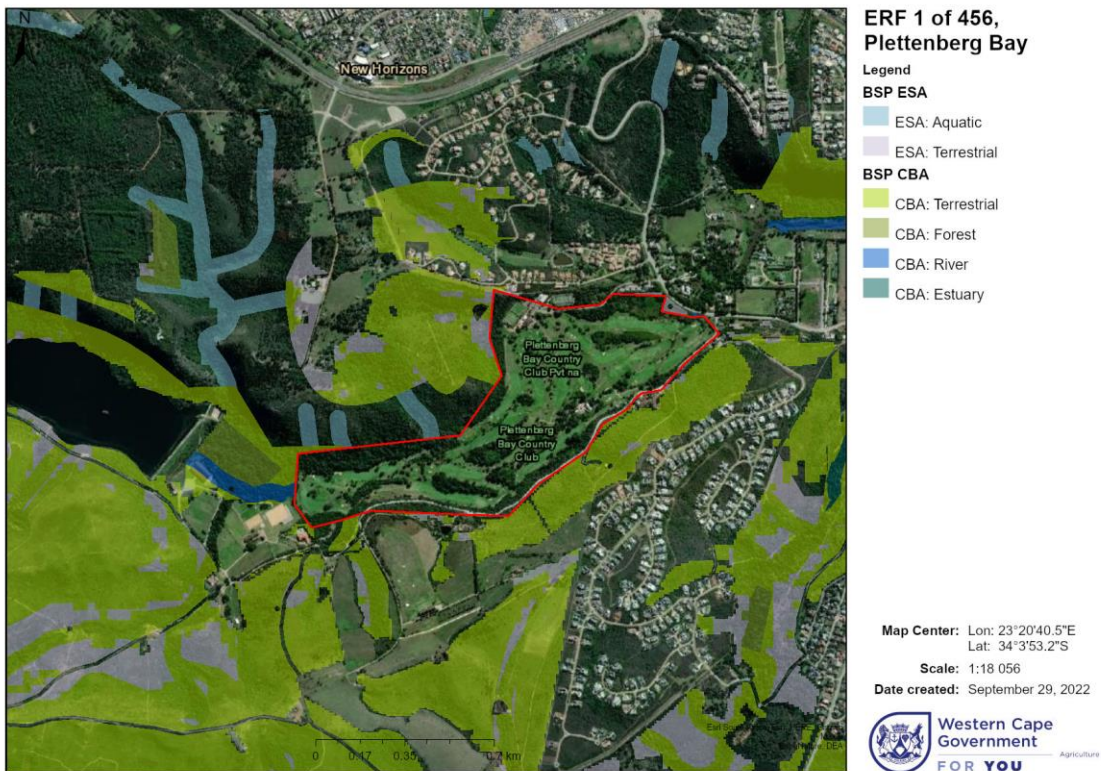 N
New Horizons
Plettenberg
Bay Country
Club Pvt na
Plettenberg
Bay Country
Club
0 0.17 0.35 0.7 km
ERF 1 of 456,
Plettenberg Bay
Legend
BSP ESA
ESA: Aquatic
ESA: Terrestrial
BSP CBA
CBA: Terrestrial
CBA: Forest
CBA: River
CBA: Estuary
Map Center: Lon: 23°20'40.5"E
Lat: 34°3'53.2"S
Scale: 1:18 056
Date created: September 29, 2022
Western Cape
Government
Agriculture
FOR YOU